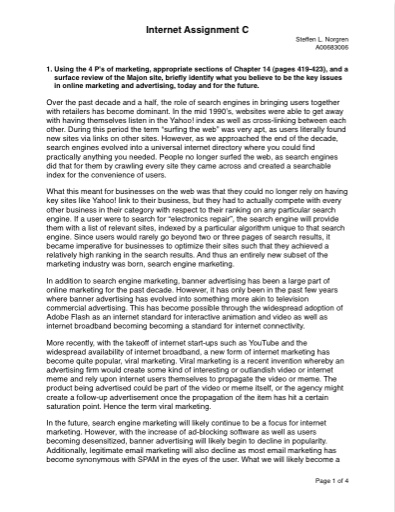 Internet Assignment C
Steffen L. Norgren
A00683006
1. Using the 4 P's of marketing, appropriate sections of Chapter 14 (pages 419-423), and a
surface review of the Majon site, briefly identify what you believe to be the key issues
in online marketing and advertising, today and for the future.
Over the past decade and a half, the role of search engines in bringing users together
with retailers has become dominant. In the mid 1990's, websites were able to get away
with having themselves listen in the Yahoo! index as well as cross-linking between each
other. During this period the term "surfing the web" was very apt, as users literally found
new sites via links on other sites. However, as we approached the end of the decade,
search engines evolved into a universal internet directory where you could find
practically anything you needed. People no longer surfed the web, as search engines
did that for them by crawling every site they came across and created a searchable
index for the convenience of users.
What this meant for businesses on the web was that they could no longer rely on having
key sites like Yahoo! link to their business, but they had to actually compete with every
other business in their category with respect to their ranking on any particular search
engine. If a user were to search for "electronics repair", the search engine will provide
them with a list of relevant sites, indexed by a particular algorithm unique to that search
engine. Since users would rarely go beyond two or three pages of search results, it
became imperative for businesses to optimize their sites such that they achieved a
relatively high ranking in the search results. And thus an entirely new subset of the
marketing industry was born, search engine marketing.
In addition to search engine marketing, banner advertising has been a large part of
online marketing for the past decade. However, it has only been in the past few years
where banner advertising has evolved into something more akin to television
commercial advertising. This has become possible through the widespread adoption of
Adobe Flash as an internet standard for interactive animation and video as well as
internet broadband becoming becoming a standard for internet connectivity.
More recently, with the takeoff of internet start-ups such as YouTube and the
widespread availability of internet broadband, a new form of internet marketing has
become quite popular, viral marketing. Viral marketing is a recent invention whereby an
advertising firm would create some kind of interesting or outlandish video or internet
meme and rely upon internet users themselves to propagate the video or meme. The
product being advertised could be part of the video or meme itself, or the agency might
create a follow-up advertisement once the propagation of the item has hit a certain
saturation point. Hence the term viral marketing.
In the future, search engine marketing will likely continue to be a focus for internet
marketing. However, with the increase of ad-blocking software as well as users
becoming desensitized, banner advertising will likely begin to decline in popularity.
Additionally, legitimate email marketing will also decline as most email marketing has
become synonymous with SPAM in the eyes of the user. What we will likely become a
Page 1 of 4